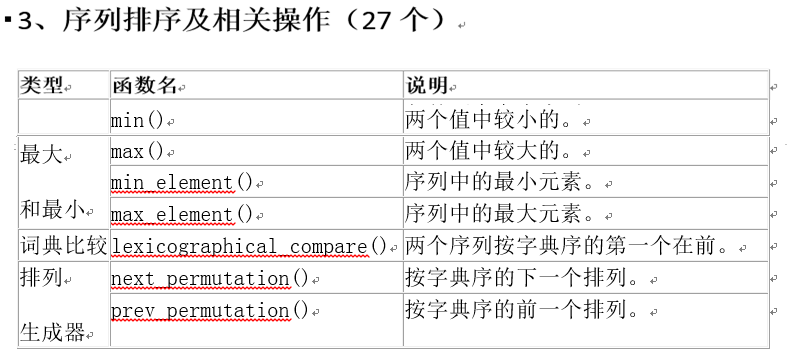 ▪3、序列排序及相关操作（27 个）
类型 函数名 说明
min() 两个值中较小的。
最大 max() 两个值中较大的。
min_element() 序列中的最小元素。
和最小 max_element() 序列中的最大元素。
词典比较 lexicographical_compare() 两个序列按字典序的第一个在前。
排列 next_permutation() 按字典序的下一个排列。
生成器 prev_permutation() 按字典序的前一个排列。